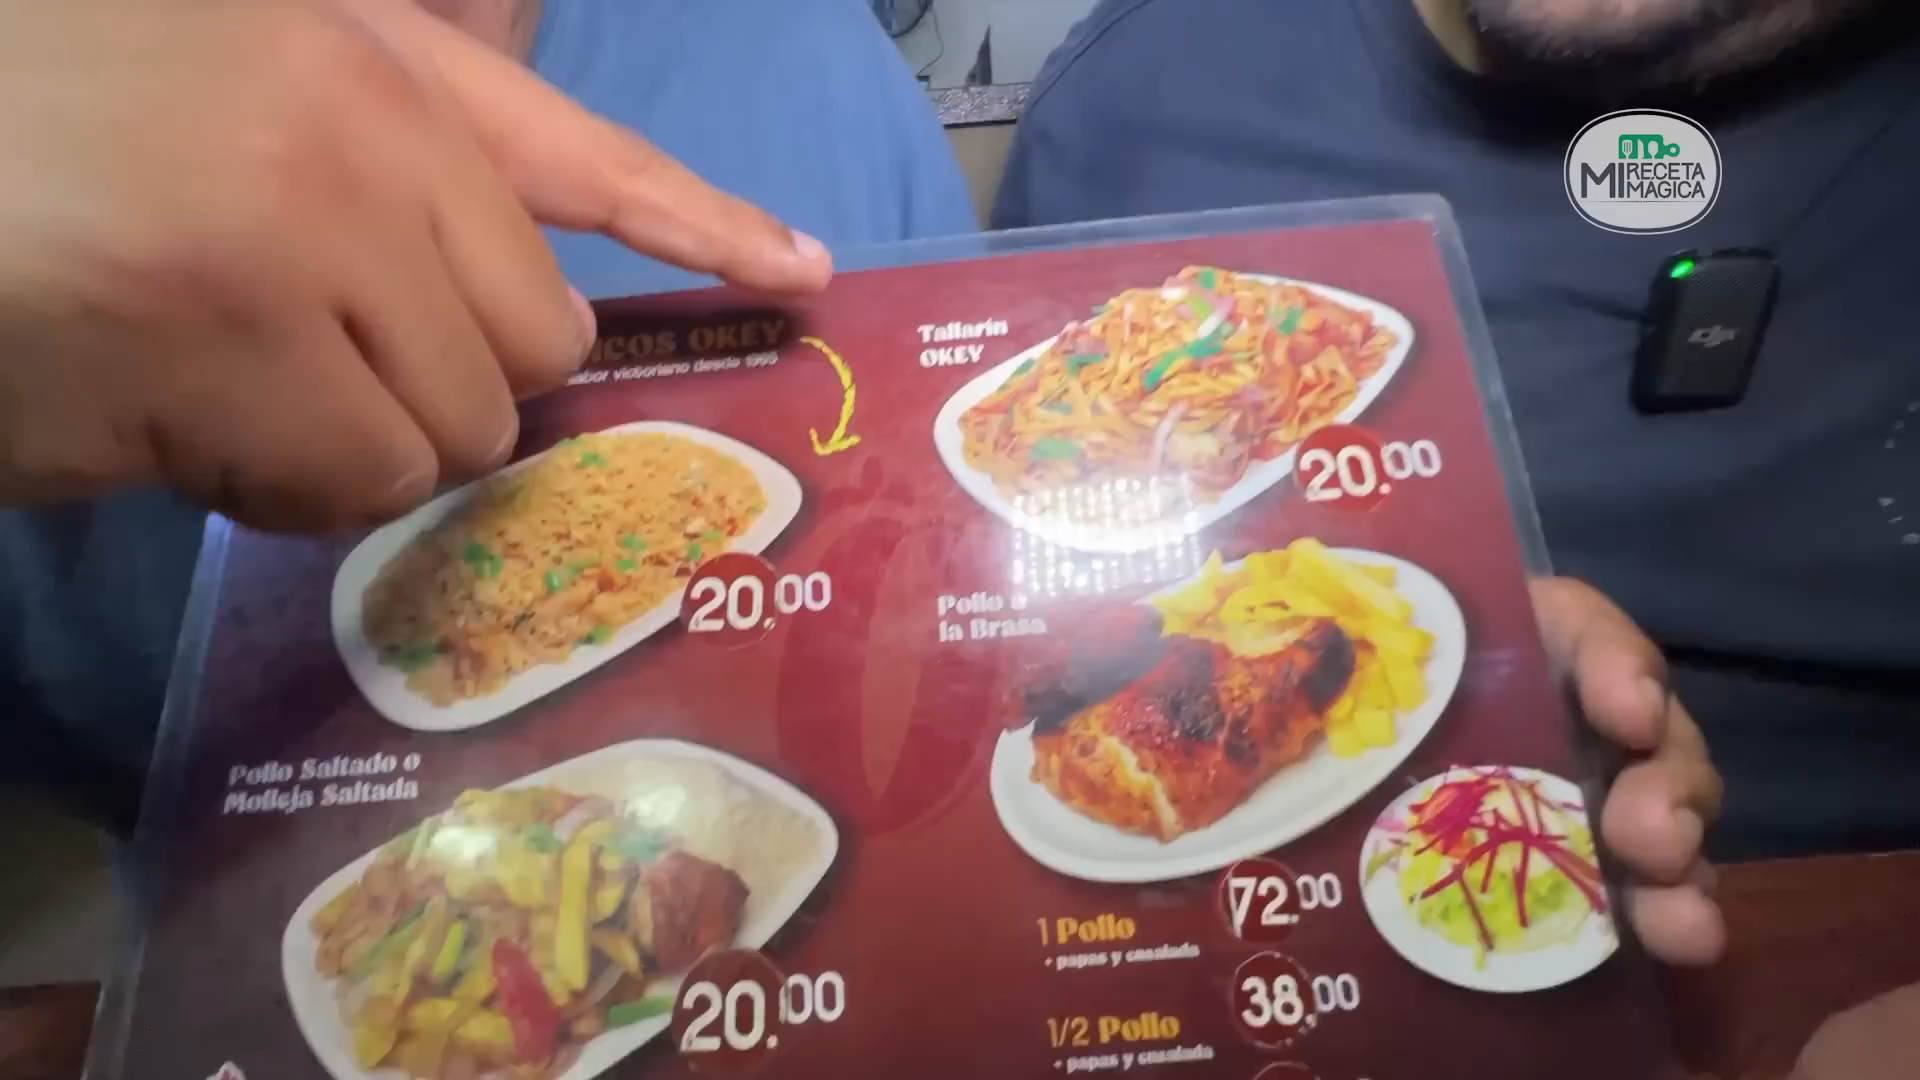 MI RECETA
MAGICA
dji
OKEY
sabor victoriano desde 1995
20.00
Tallarin
OKEY
20.00
Pollo a
la Brasa
Pollo Saltado o
Molleja Saltada
20.00
1 Pollo
+ papas y ensalada
72.00
1/2 Pollo
+ papas y ensalada
38.00